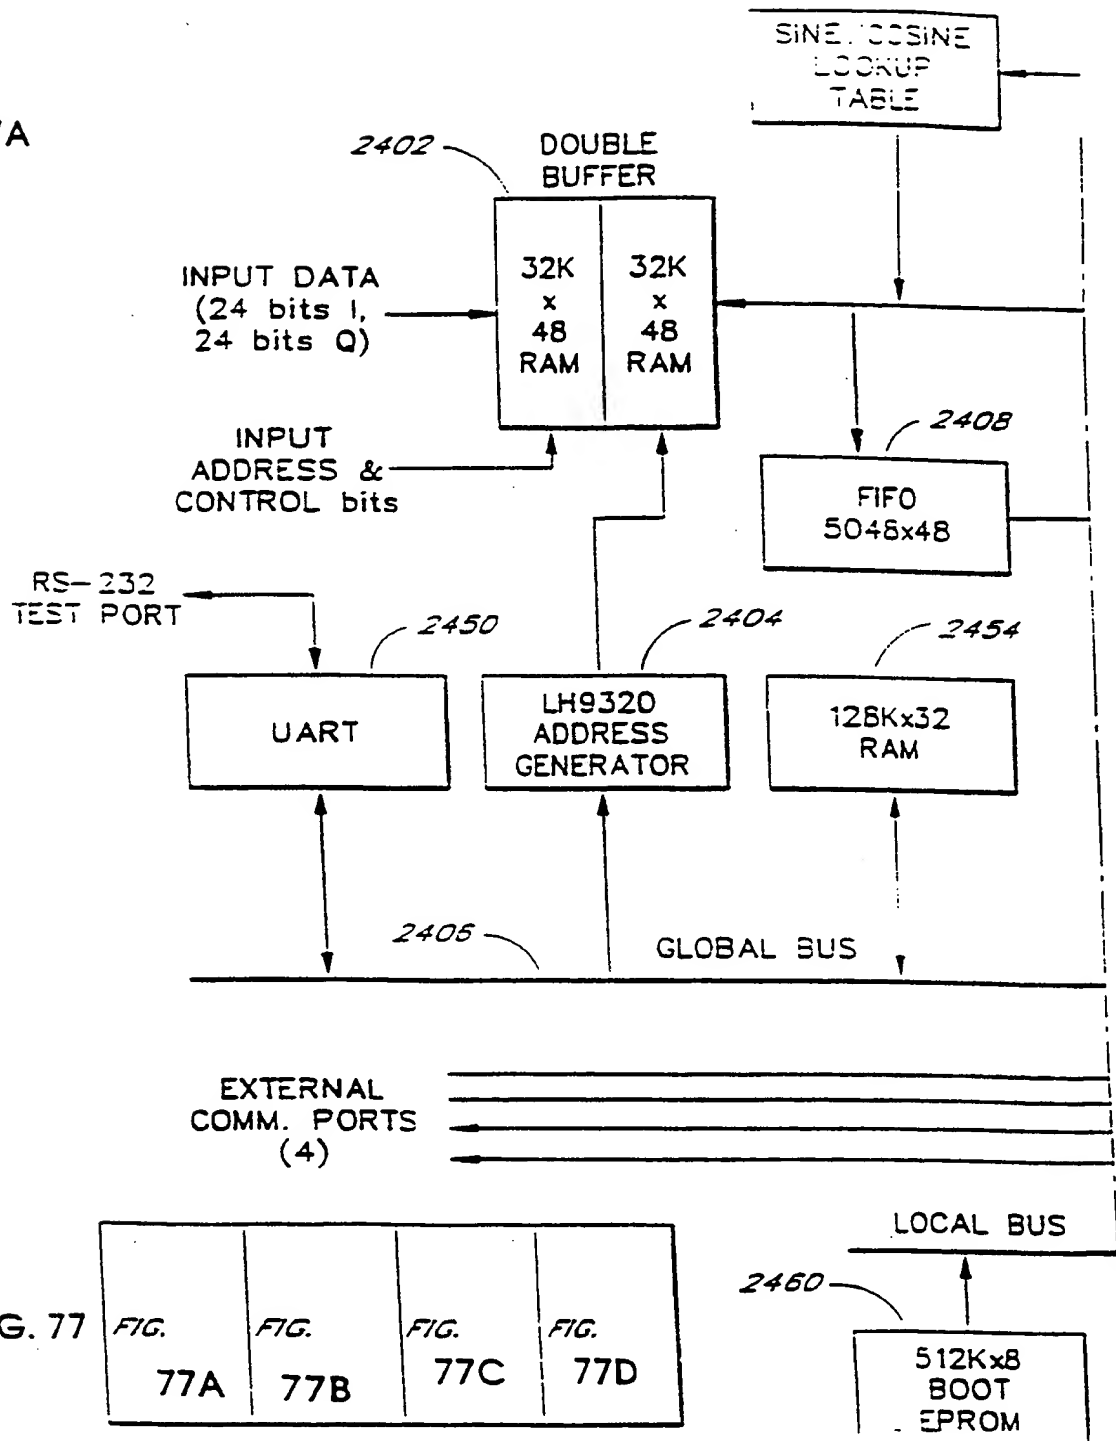 SINE/COSINE
LOOKUP
TABLE
7A
2402
DOUBLE
BUFFER
32K
x
48
RAM
32K
x
48
RAM
INPUT DATA
(24 bits I,
24 bits Q)
INPUT
ADDRESS &
CONTROL bits
2408
FIFO
5048x48
RS-232
TEST PORT
2450
2404
2454
UART
LH9320
ADDRESS
GENERATOR
128Kx32
RAM
2405
GLOBAL BUS
EXTERNAL
COMM. PORTS
(4)
LOCAL BUS
2460
512Kx8
BOOT
EPROM
G. 77
FIG.
77A
FIG.
77B
FIG.
77C
FIG.
77D